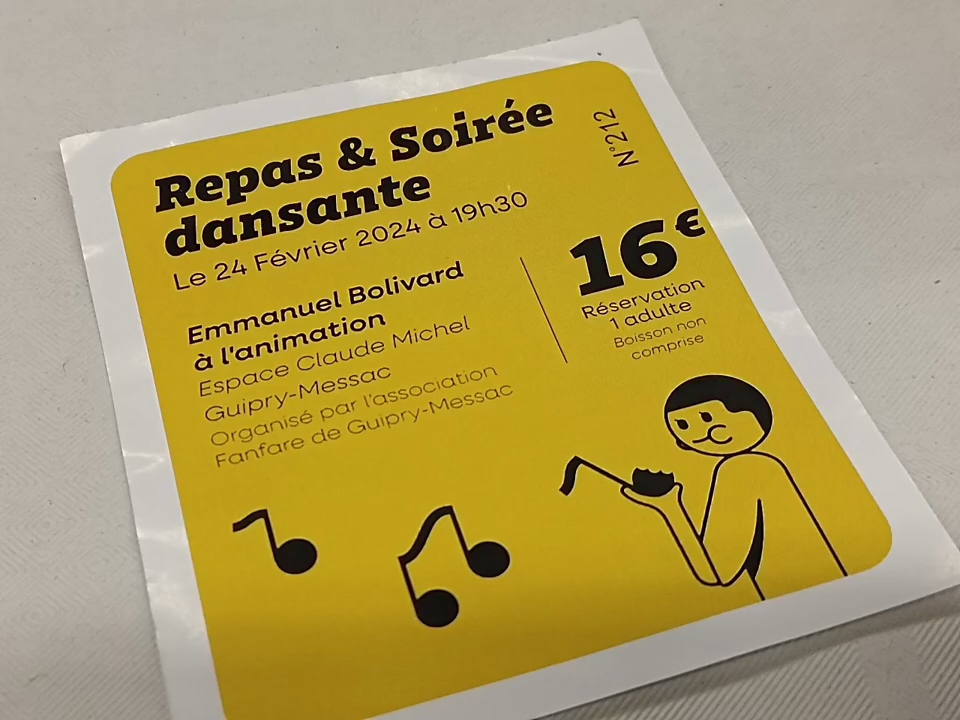 Repas & Soirée
dansante
Le 24 Février 2024 à 19h30
Emmanuel Bolivard
à l'animation
Espace Claude Michel
Guipry-Messac
Organisé par l'association
Fanfare de Guipry-Messac
N°212
16€
Réservation
1 adulte
Boisson non
comprise